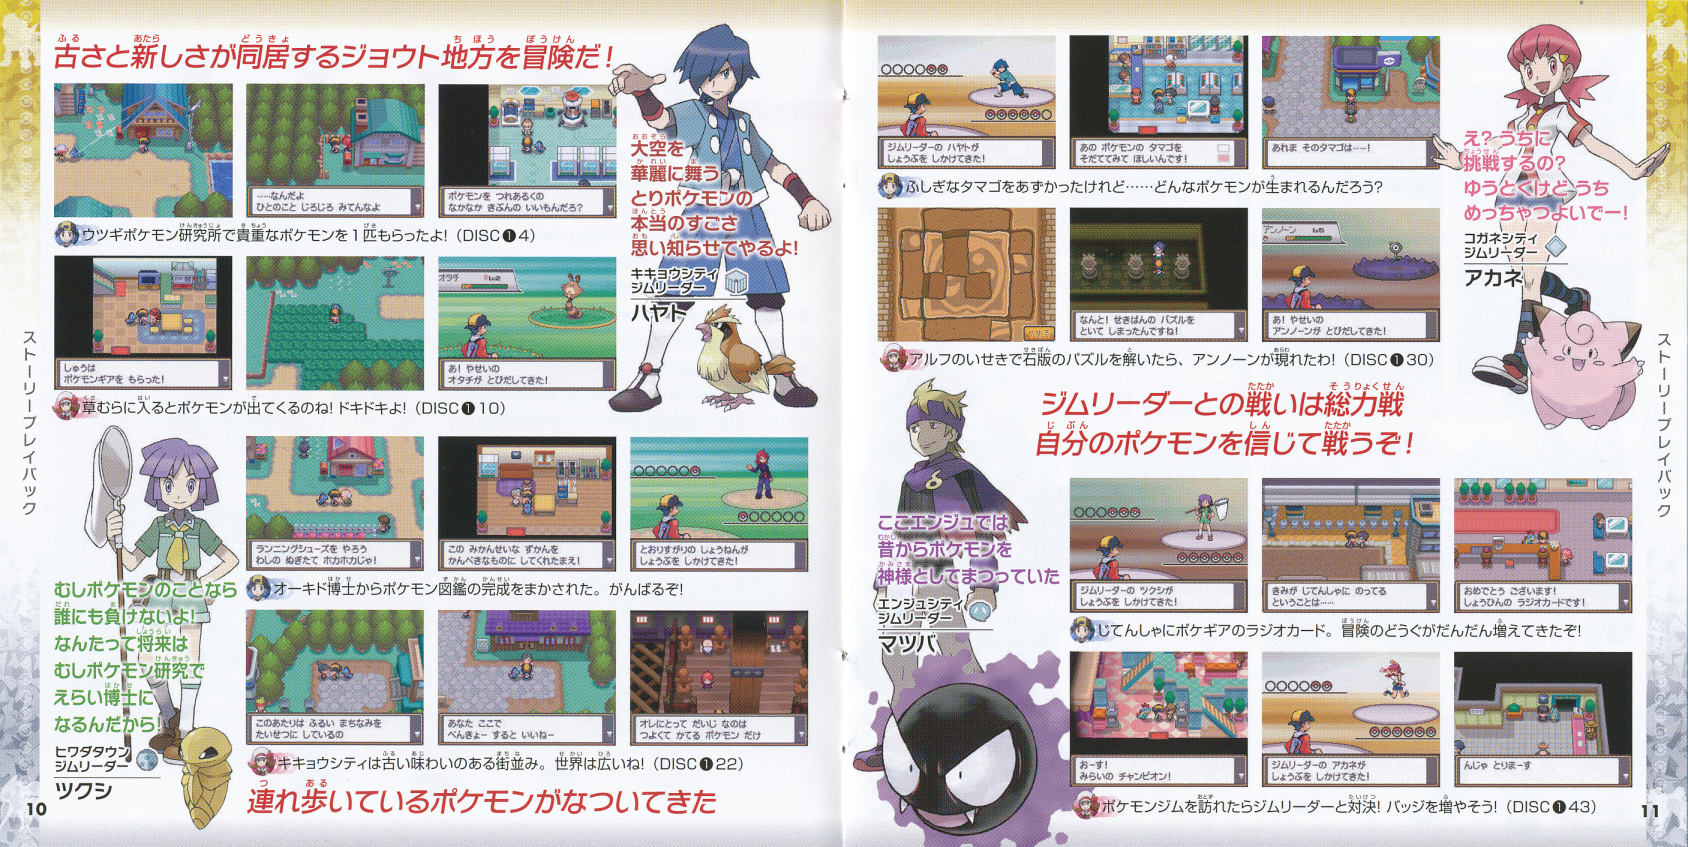 古さと新しさが同居するジョウト地方を冒険だ！
……なんだよ
ひとのこと じろじろ みてんなよ
ポケモンを つれあるくの
なかなか きぶんの いいもんだろ？
ウツギポケモン研究所で貴重なポケモンを１匹もらったよ！（DISC❶4）
しゅうは
ポケモンギアを もらった！
オタチ
Lv2
あ！ やせいの
オタチが とびだしてきた！
草むらに入るとポケモンが出てくるのね！ドキドキよ！（DISC❶10）
大空を
華麗に舞う
とりポケモンの
本当のすごさ
思い知らせてやるよ！
キキョウシティ
ジムリーダー
ハヤト
ランニングシューズを やろう
わしの ぬぎたて ホカホカじゃ！
この みかんせいな ずかんを
かんぺきなものに してくれたまえ！
とおりすがりの しょうねんが
しょうぶを しかけてきた！
オーキド博士からポケモン図鑑の完成をまかされた。がんばるぞ！
このあたりは ふるい まちなみを
たいせつに しているの
あなた ここで
べんきょー すると いいねー
オレにとって だいじ なのは
つよくて かてる ポケモン だけ
キキョウシティは古い味わいのある街並み。世界は広いね！（DISC❶22）
連れ歩いているポケモンがなついてきた
むしポケモンのことなら
誰にも負けないよ！
なんたって将来は
むしポケモン研究で
えらい博士に
なるんだから！
ヒワダタウン
ジムリーダー
ツクシ
ストーリープレイバック
10
ジムリーダーの ハヤトが
しょうぶを しかけてきた！
あの ポケモンの タマゴを
そだててみて ほしいんです！
あれま そのタマゴは……！
ふしぎなタマゴをあずかったけれど……どんなポケモンが生まれるんだろう？
やめる
なんと！ せきばんの パズルを
といて しまったんですね！
アンノーン
Lv5
あ！ やせいの
アンノーンが とびだしてきた！
アルフのいせきで石版のパズルを解いたら、アンノーンが現れたわ！（DISC❶30）
え？ うちに
挑戦するの？
ゆうとくけど うち
めっちゃつよいでー！
コガネシティ
ジムリーダー
アカネ
ジムリーダーとの戦いは総力戦
自分のポケモンを信じて戦うぞ！
ここエンジュでは
昔からポケモンを
神様としてまつっていた
エンジュシティ
ジムリーダー
マツバ
ジムリーダーの ツクシが
しょうぶを しかけてきた！
きみが じてんしゃに のってる
ということは……
おめでとう ございます！
しょうひんの ラジオカードです！
じてんしゃにポケギアのラジオカード。冒険のどうぐがだんだん増えてきたぞ！
おーす！
みらいの チャンピオン！
ジムリーダーの アカネが
しょうぶを しかけてきた！
んじゃ とりまーす
ポケモンジムを訪れたらジムリーダーと対決！ バッジを増やそう！（DISC❶43）
ストーリープレイバック
11